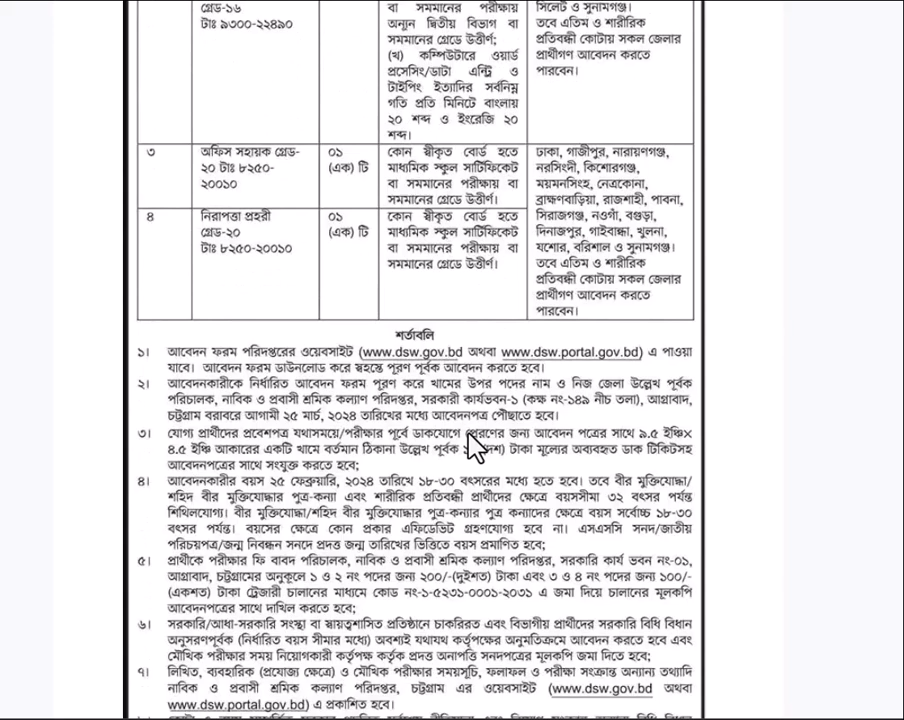 গ্রেড-১৬
টাঃ ৯৩০০-২২৪৯০
বা সমমানের পরীক্ষায়
অন্যুন দ্বিতীয় বিভাগ বা
সমমানের গ্রেডে উত্তীর্ণ;
(খ) কম্পিউটারে ওয়ার্ড
প্রসেসিং/ডাটা এন্ট্রি ও
টাইপিং ইত্যাদির সর্বনিম্ন
গতি প্রতি মিনিটে বাংলায়
২০ শব্দ ও ইংরেজি ২০
শব্দ।
সিলেট ও সুনামগঞ্জ।
তবে এতিম ও শারীরিক
প্রতিবন্ধী কোটায় সকল জেলার
প্রার্থীগণ আবেদন করতে
পারবেন।
৩
অফিস সহায়ক গ্রেড-
২০ টাঃ ৮২৫০-
২০০১০
০১
(এক) টি
কোন স্বীকৃত বোর্ড হতে
মাধ্যমিক স্কুল সার্টিফিকেট
বা সমমানের পরীক্ষায় বা
সমমানের গ্রেডে উত্তীর্ণ।
ঢাকা, গাজীপুর, নারায়ণগঞ্জ,
নরসিংদী, কিশোরগঞ্জ,
ময়মনসিংহ, নেত্রকোনা,
ব্রাহ্মণবাড়িয়া, রাজশাহী, পাবনা,
সিরাজগঞ্জ, নওগাঁ, বগুড়া,
দিনাজপুর, গাইবান্ধা, খুলনা,
যশোর, বরিশাল ও সুনামগঞ্জ।
তবে এতিম ও শারীরিক
প্রতিবন্ধী কোটায় সকল জেলার
প্রার্থীগণ আবেদন করতে
পারবেন।
৪
নিরাপত্তা প্রহরী
গ্রেড-২০
টাঃ ৮২৫০-২০০১০
০১
(এক) টি
কোন স্বীকৃত বোর্ড হতে
মাধ্যমিক স্কুল সার্টিফিকেট
বা সমমানের পরীক্ষায় বা
সমমানের গ্রেডে উত্তীর্ণ।
শর্তাবলি
১। আবেদন ফরম পরিদপ্তরের ওয়েবসাইট (www.dsw.gov.bd অথবা www.dsw.portal.gov.bd) এ পাওয়া
যাবে। আবেদন ফরম ডাউনলোড করে স্বহস্তে পূরণ পূর্বক আবেদন করতে হবে।
২। আবেদনকারীকে নির্ধারিত আবেদন ফরম পূরণ করে খামের উপর পদের নাম ও নিজ জেলা উল্লেখ পূর্বক
পরিচালক, নাবিক ও প্রবাসী শ্রমিক কল্যাণ পরিদপ্তর, সরকারী কার্যভবন-১ (কক্ষ নং-১৪৯ নীচ তলা), আগ্রাবাদ,
চট্টগ্রাম বরাবরে আগামী ২৫ মার্চ, ২০২৪ তারিখের মধ্যে আবেদনপত্র পৌছাতে হবে।
৩। যোগ্য প্রার্থীদের প্রবেশপত্র যথাসময়ে/পরীক্ষার পূর্বে ডাকযোগে প্রেরণের জন্য আবেদন পত্রের সাথে ৯.৫ ইঞ্চি×
৪.৫ ইঞ্চি আকারের একটি খামে বর্তমান ঠিকানা উল্লেখ পূর্বক টাকা মূল্যের অব্যবহৃত ডাক টিকিটসহ
আবেদনপত্রের সাথে সংযুক্ত করতে হবে;
৪। আবেদনকারীর বয়স ২৫ ফেব্রুয়ারি, ২০২৪ তারিখে ১৮-৩০ বৎসরের মধ্যে হতে হবে। তবে বীর মুক্তিযোদ্ধা/
শহিদ বীর মুক্তিযোদ্ধার পুত্র-কন্যা এবং শারীরিক প্রতিবন্ধী প্রার্থীদের ক্ষেত্রে বয়সসীমা ৩২ বৎসর পর্যন্ত
শিথিলযোগ্য। বীর মুক্তিযোদ্ধা/শহিদ বীর মুক্তিযোদ্ধার পুত্র-কন্যার পুত্র কন্যাদের ক্ষেত্রে বয়স সর্বোচ্চ ১৮-৩০
বৎসর পর্যন্ত। বয়সের ক্ষেত্রে কোন প্রকার এফিডেভিট গ্রহণযোগ্য হবে না। এসএসসি সনদ/জাতীয়
পরিচয়পত্র/জন্ম নিবন্ধন সনদে প্রদত্ত জন্ম তারিখের ভিত্তিতে বয়স প্রমাণিত হবে;
৫। প্রার্থীকে পরীক্ষার ফি বাবদ পরিচালক, নাবিক ও প্রবাসী শ্রমিক কল্যাণ পরিদপ্তর, সরকারি কার্য ভবন নং-০১,
আগ্রাবাদ, চট্টগ্রামের অনুকূলে ১ ও ২ নং পদের জন্য ২০০/-(দুইশত) টাকা এবং ৩ ও ৪ নং পদের জন্য ১০০/-
(একশত) টাকা ট্রেজারী চালানের মাধ্যমে কোড নং-১-৫২৩১-০০০১-২০৩১ এ জমা দিয়ে চালানের মূলকপি
আবেদনপত্রের সাথে দাখিল করতে হবে;
৬। সরকারি/আধা-সরকারি সংস্থা বা স্বায়ত্বশাসিত প্রতিষ্ঠানে চাকরিরত এবং বিভাগীয় প্রার্থীদের সরকারি বিধি বিধান
অনুসরণপূর্বক (নির্ধারিত বয়স সীমার মধ্যে) অবশ্যই যথাযথ কর্তৃপক্ষের অনুমতিক্রমে আবেদন করতে হবে এবং
মৌখিক পরীক্ষার সময় নিয়োগকারী কর্তৃপক্ষ কর্তৃক প্রদত্ত অনাপত্তি সনদপত্রের মূলকপি জমা দিতে হবে;
৭। লিখিত, ব্যবহারিক (প্রযোজ্য ক্ষেত্রে) ও মৌখিক পরীক্ষার সময়সূচি, ফলাফল ও পরীক্ষা সংক্রান্ত অন্যান্য তথ্যাদি
নাবিক ও প্রবাসী শ্রমিক কল্যাণ পরিদপ্তর, চট্টগ্রাম এর ওয়েবসাইট (www.dsw.gov.bd অথবা
www.dsw.portal.gov.bd) এ প্রকাশিত হবে।